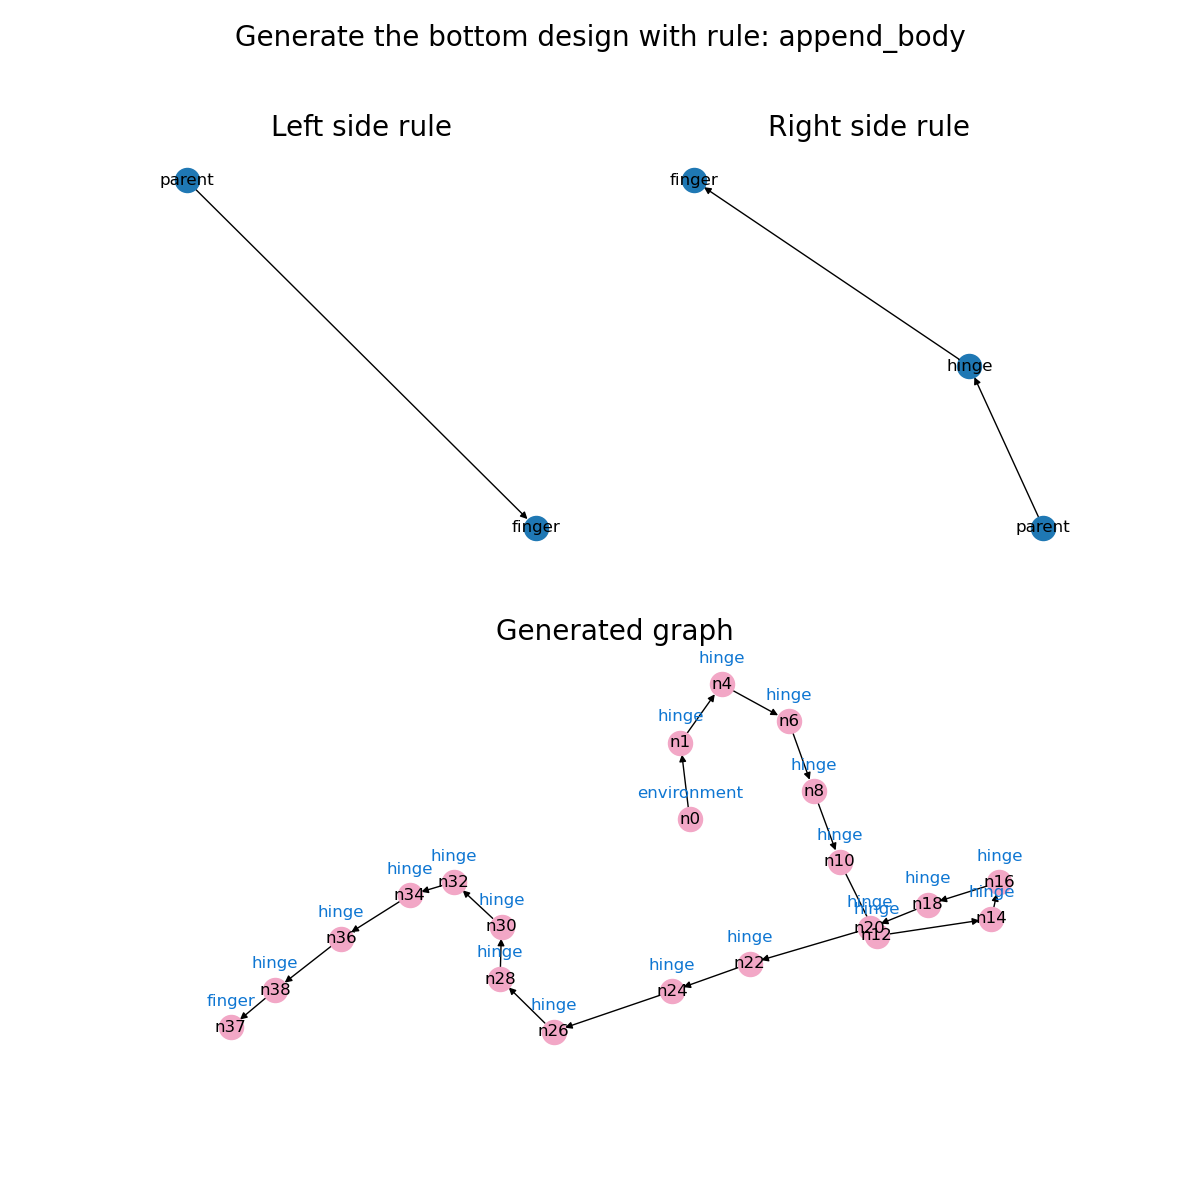 Generate the bottom design with rule: append_body
Left side rule
Right side rule
parent
finger
hinge
finger
parent
Generated graph
hinge
n4
hinge
hinge
n6
n1
hinge
environment
n8
n0
hinge
n10
hinge
hinge
hinge
hinge
n32
n16
hinge
hinge
n34
hinge
hinge
n18
hinge
hinge
n14
n30
n20
n12
n36
hinge
hinge
hinge
hinge
n22
n28
n24
n38
finger
hinge
n37
n26